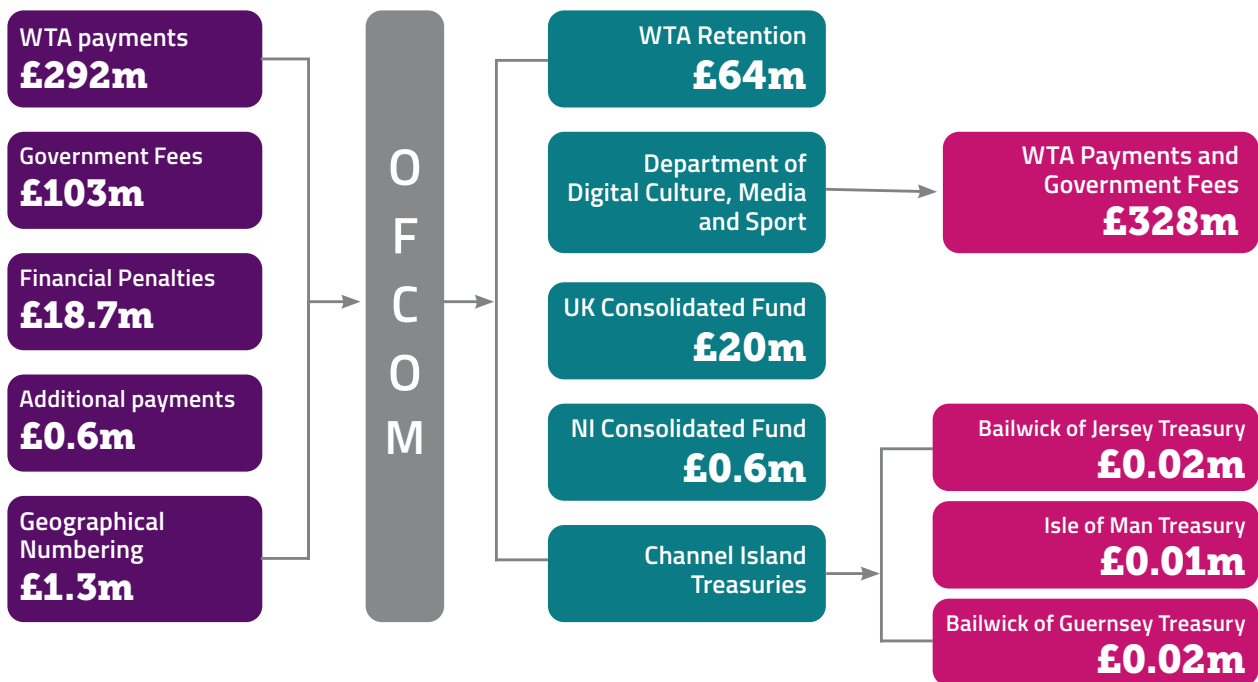 WTA payments
£292m
Government Fees
£103m
Financial Penalties
£18.7m
Additional payments
£0.6m
Geographical
Numbering
£1.3m
O
F
C
O
M
WTA Retention
£64m
Department of
Digital Culture, Media
and Sport
UK Consolidated Fund
£20m
NI Consolidated Fund
£0.6m
Channel Island
Treasuries
WTA Payments and
Government Fees
£328m
Bailwick of Jersey Treasury
£0.02m
Isle of Man Treasury
£0.01m
Bailwick of Guernsey Treasury
£0.02m